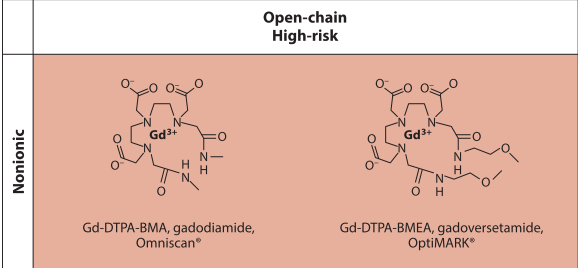 Open-chain
High-risk
Nonionic
O⁻ O O⁻ O
N N
Gd³⁺
O N O
O⁻ H N
H
N
O
Gd-DTPA-BMA, gadodiamide,
Omniscan®
O⁻ O O⁻ O
N N
Gd³⁺
O N O
O⁻ N O
H
H
N O
O
Gd-DTPA-BMEA, gadoversetamide,
OptiMARK®